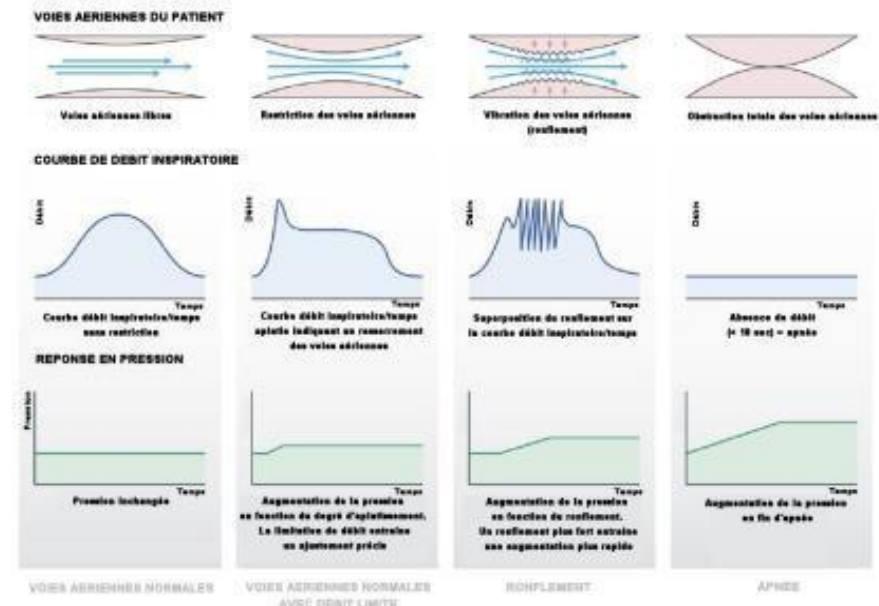 VOIES AERIENNES DU PATIENT
Voies aériennes libres
Restriction des voies aériennes
Vibration des voies aériennes
(ronflement)
Obstruction totale des voies aériennes
COURBE DE DEBIT INSPIRATOIRE
Débit
Temps
Courbe débit inspiratoire/temps
sans restriction
Débit
Temps
Courbe débit inspiratoire/temps
aplatie indiquant un resserrement
des voies aériennes
Débit
Temps
Superposition du ronflement sur
la courbe débit inspiratoire/temps
Débit
Temps
Absence de débit
(< 10 sec) = apnée
REPONSE EN PRESSION
Pression
Temps
Pression inchangée
Temps
Augmentation de la pression
en fonction du degré d'aplatissement.
La limitation de débit entraine
un ajustement précis
Temps
Augmentation de la pression
en fonction du ronflement.
Un ronflement plus fort entraine
une augmentation plus rapide
Temps
Augmentation de la pression
en fin d'apnée
VOIES AERIENNES NORMALES
VOIES AERIENNES NORMALES
AVEC DEBIT LIMITE
RONFLEMENT
APNEE